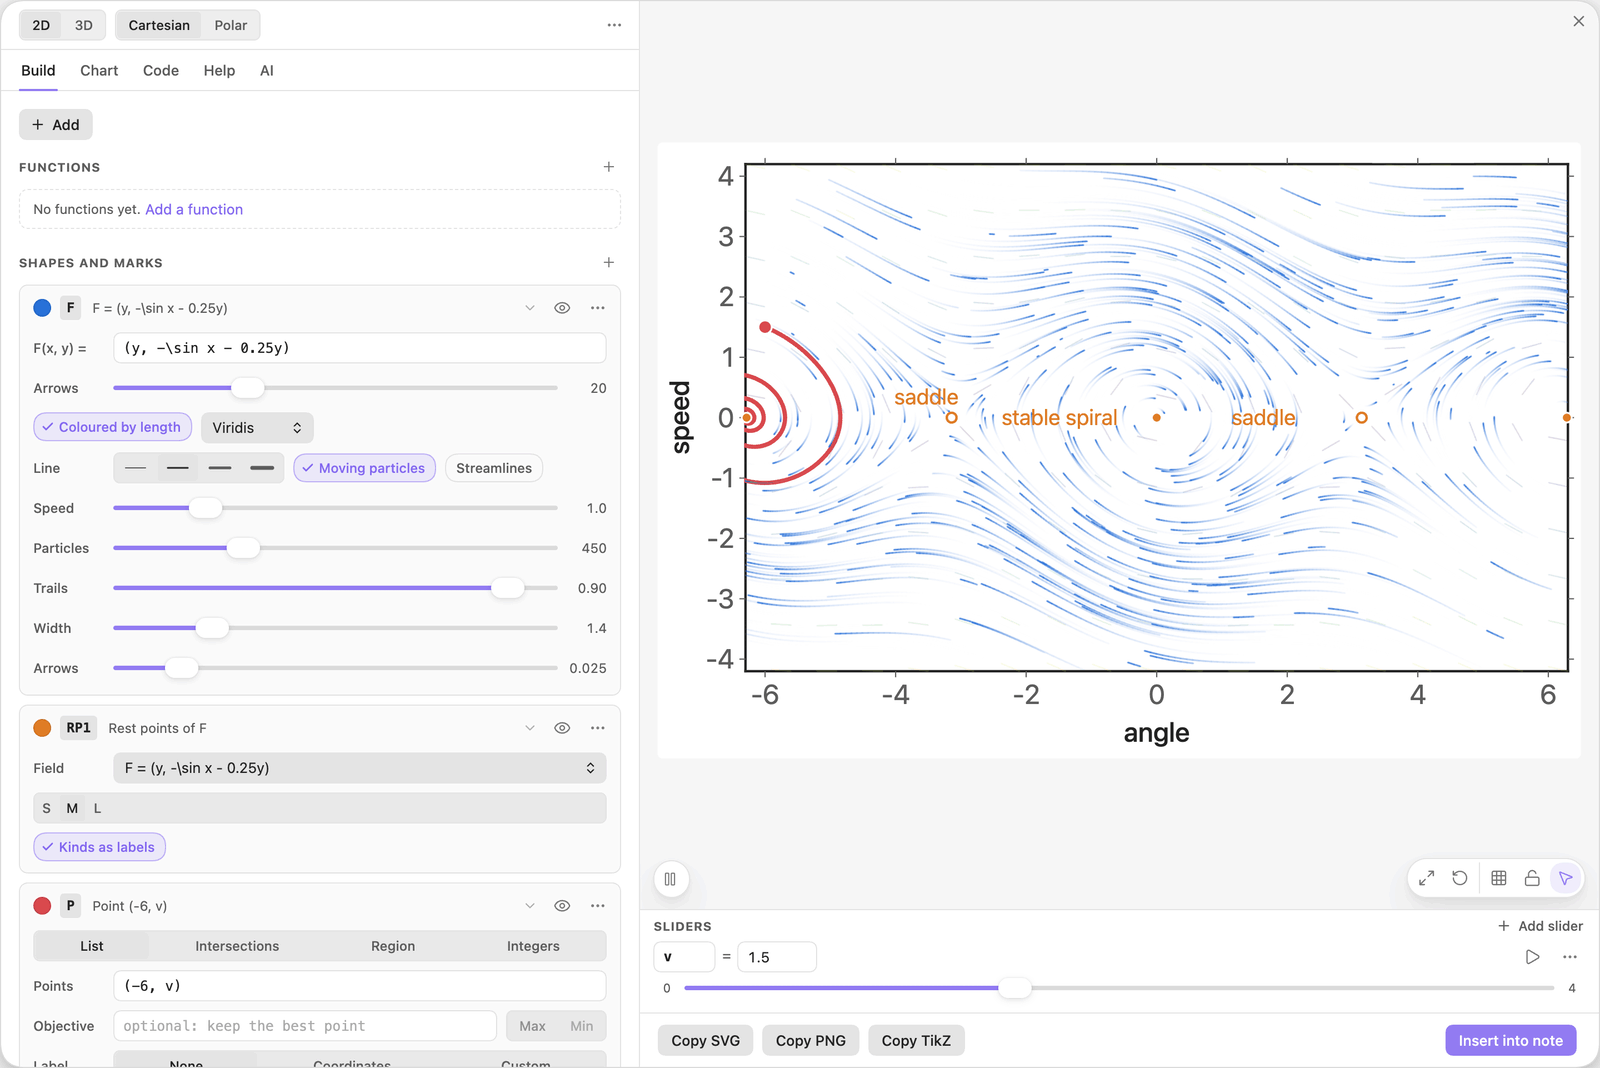 2D 3D Cartesian Polar
Build Chart Code Help AI
+ Add
FUNCTIONS
No functions yet. Add a function
SHAPES AND MARKS
F F = (y, -\sin x - 0.25y)
F(x, y) = (y, -\sin x - 0.25y)
Arrows 20
Coloured by length Viridis
Line Moving particles Streamlines
Speed 1.0
Particles 450
Trails 0.90
Width 1.4
Arrows 0.025
RP1 Rest points of F
Field F = (y, -\sin x - 0.25y)
S M L
Kinds as labels
P Point (-6, v)
List Intersections Region Integers
Points (-6, v)
Objective optional: keep the best point Max Min
Label None Coordinates Custom
4
3
2
1
0
-1
-2
-3
-4
speed
saddle
stable spiral
saddle
-6 -4 -2 0 2 4 6
angle
SLIDERS + Add slider
v = 1.5
0 4
Copy SVG Copy PNG Copy TikZ Insert into note